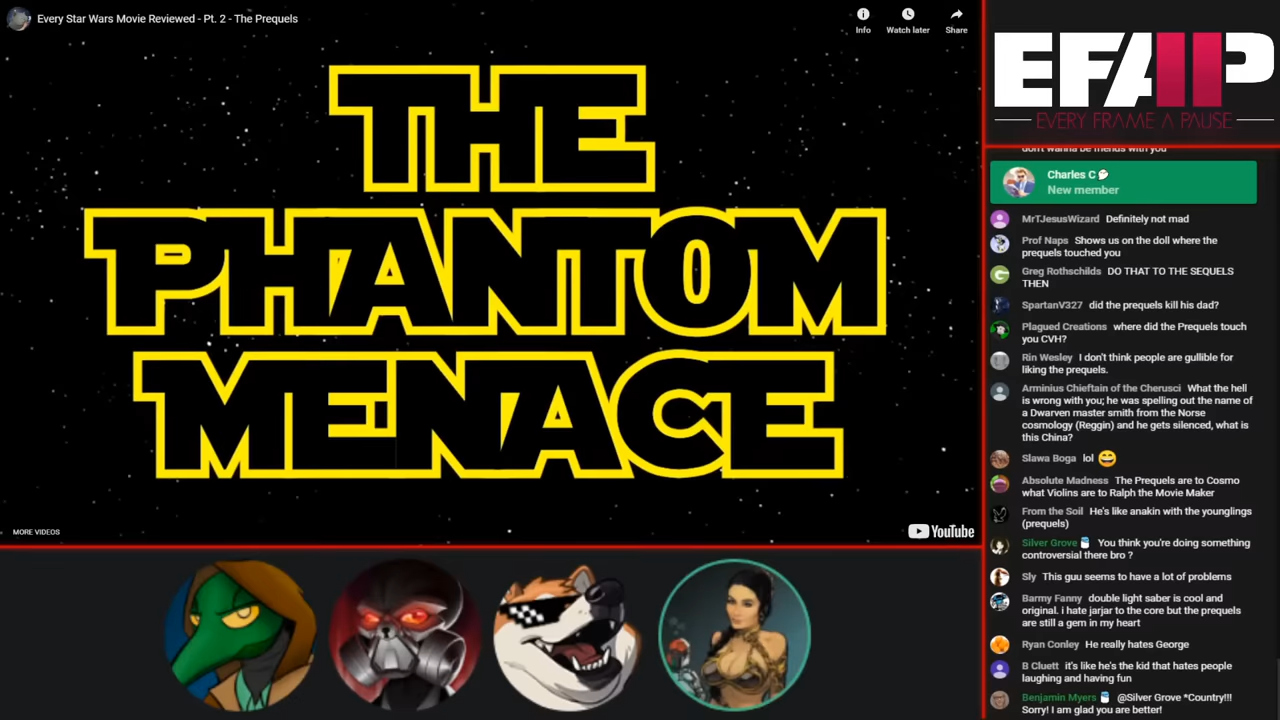 Every Star Wars Movie Reviewed - Pt. 2 - The Prequels
Info
Watch later
Share
THE
PHANTOM
MENACE
MORE VIDEOS
YouTube
EFAP
EVERY FRAME A PAUSE
don't wanna be friends with you
Charles C
New member
MrTJesusWizard Definitely not mad
Prof Naps Shows us on the doll where the
prequels touched you
Greg Rothschilds DO THAT TO THE SEQUELS
THEN
SpartanV327 did the prequels kill his dad?
Plagued Creations where did the Prequels touch
you CVH?
Rin Wesley I don't think people are gullible for
liking the prequels.
Arminius Chieftain of the Cherusci What the hell
is wrong with you; he was spelling out the name of
a Dwarven master smith from the Norse
cosmology (Reggin) and he gets silenced, what is
this China?
Slawa Boga lol 😄
Absolute Madness The Prequels are to Cosmo
what Violins are to Ralph the Movie Maker
From the Soil He's like anakin with the younglings
(prequels)
Silver Grove You think you're doing something
controversial there bro ?
Sly This guu seems to have a lot of problems
Barmy Fanny double light saber is cool and
original. i hate jarjar to the core but the prequels
are still a gem in my heart
Ryan Conley He really hates George
B Cluett it's like he's the kid that hates people
laughing and having fun
Benjamin Myers @Silver Grove *Country!!!
Sorry! I am glad you are better!